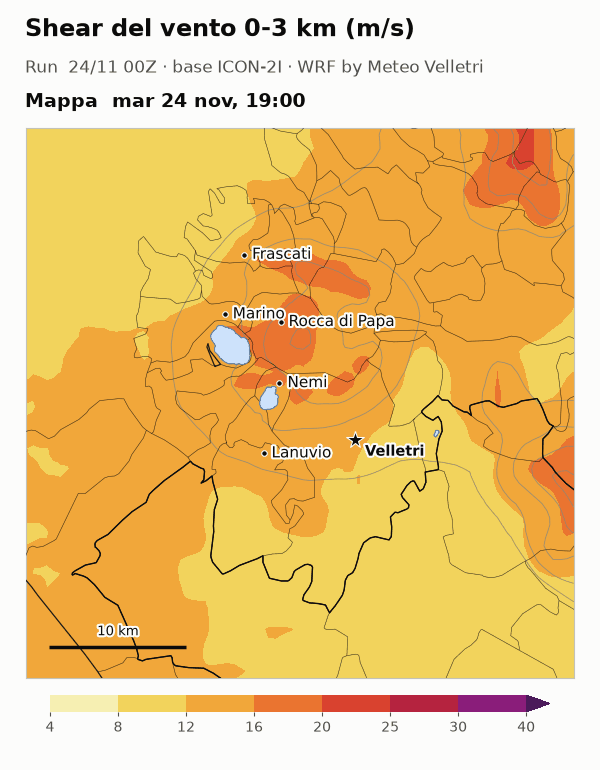 Shear del vento 0-3 km (m/s)
Run  24/11 00Z · base ICON-2I · WRF by Meteo Velletri
Mappa  mar 24 nov, 19:00
Frascati
Marino
Rocca di Papa
Nemi
Velletri
Lanuvio
10 km
4 8 12 16 20 25 30 40